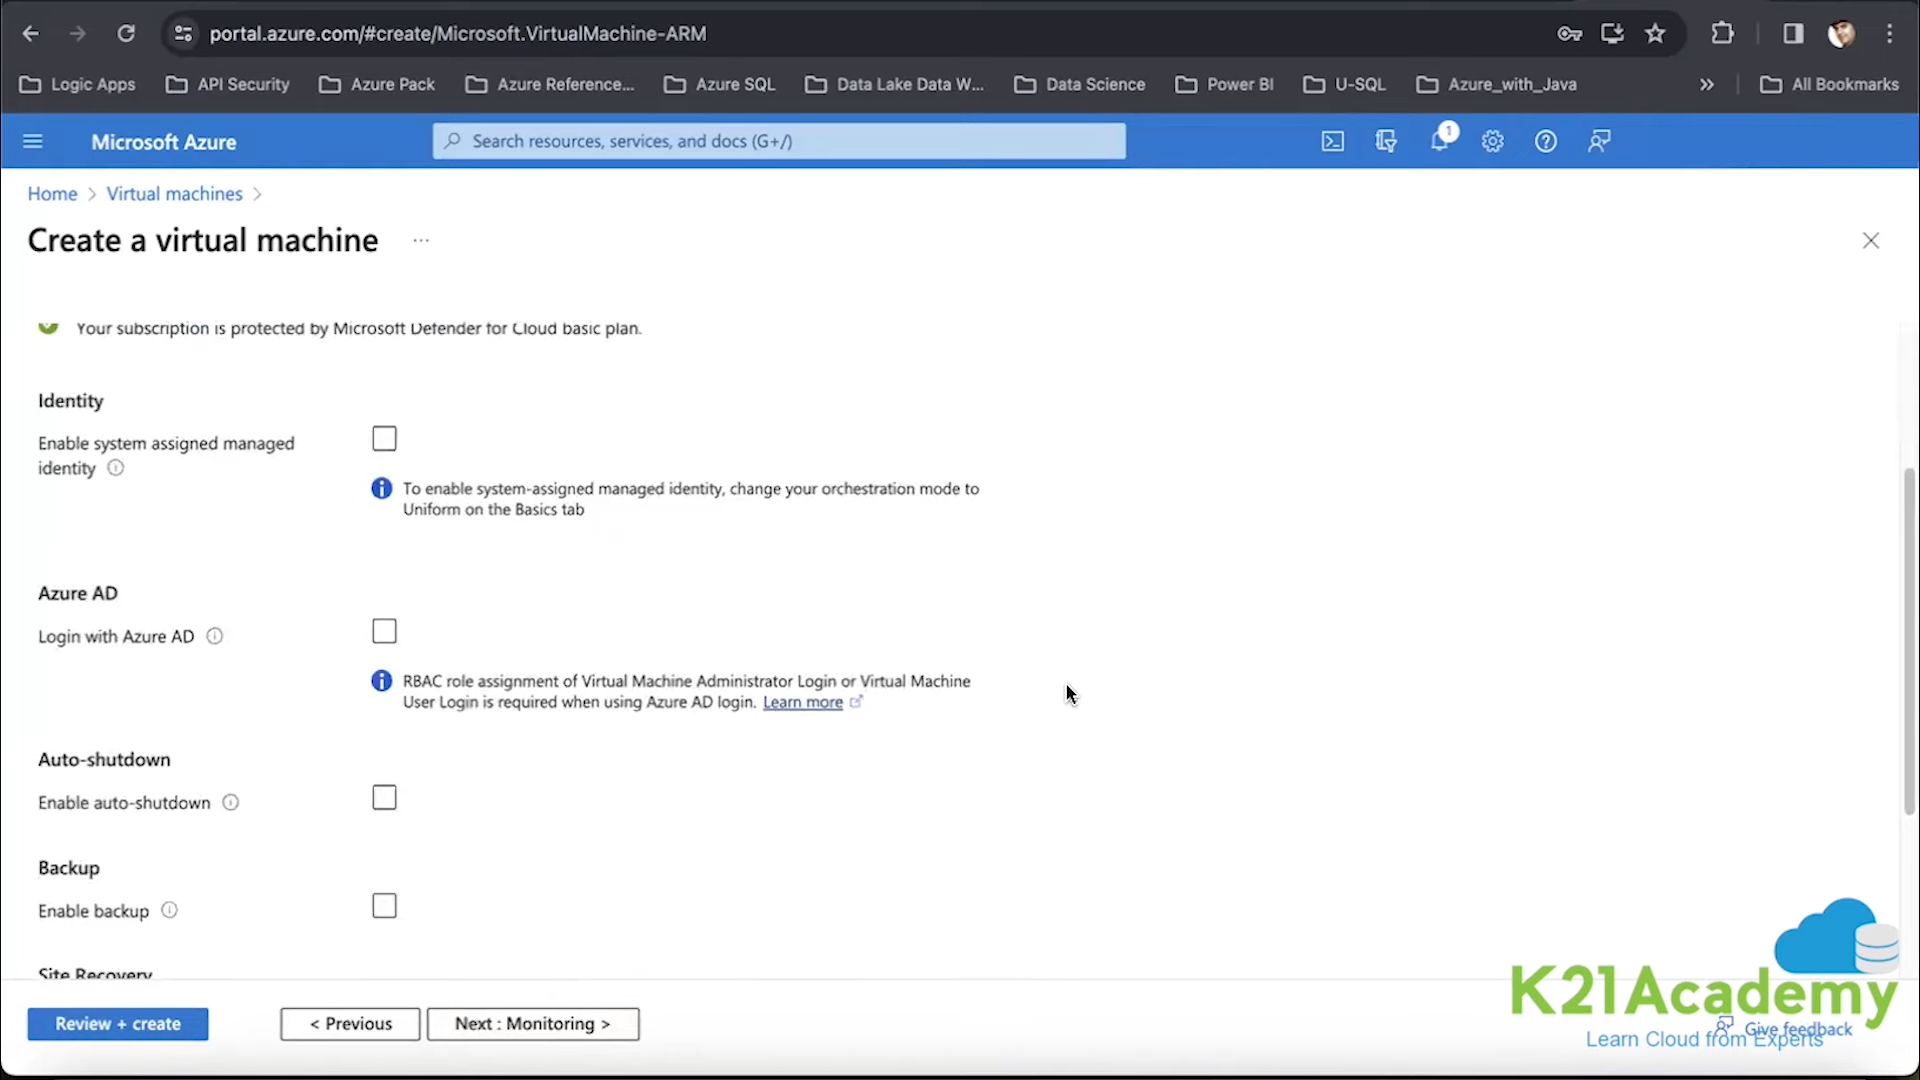 portal.azure.com/#create/Microsoft.VirtualMachine-ARM
Logic Apps API Security Azure Pack Azure Reference... Azure SQL Data Lake Data W... Data Science Power BI U-SQL Azure_with_Java » All Bookmarks
Microsoft Azure Search resources, services, and docs (G+/) 1
Home > Virtual machines >
Create a virtual machine ...
Your subscription is protected by Microsoft Defender for Cloud basic plan.
Identity
Enable system assigned managed
identity
To enable system-assigned managed identity, change your orchestration mode to
Uniform on the Basics tab
Azure AD
Login with Azure AD
RBAC role assignment of Virtual Machine Administrator Login or Virtual Machine
User Login is required when using Azure AD login. Learn more
Auto-shutdown
Enable auto-shutdown
Backup
Enable backup
Site Recovery
Review + create < Previous Next : Monitoring >
K21Academy
Give feedback
Learn Cloud from Experts